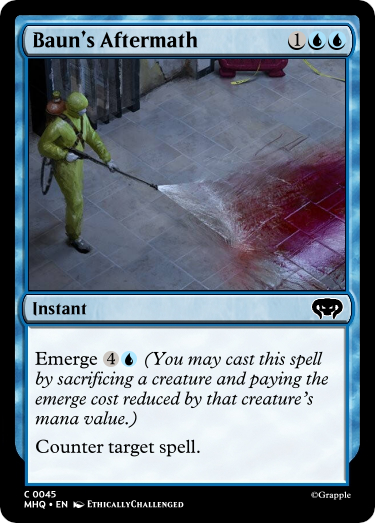 Baun's Aftermath 1
Instant
Emerge 4 (You may cast this spell
by sacrificing a creature and paying the
emerge cost reduced by that creature's
mana value.)
Counter target spell.
C 0045
MHQ • EN EthicallyChallenged
©Grapple